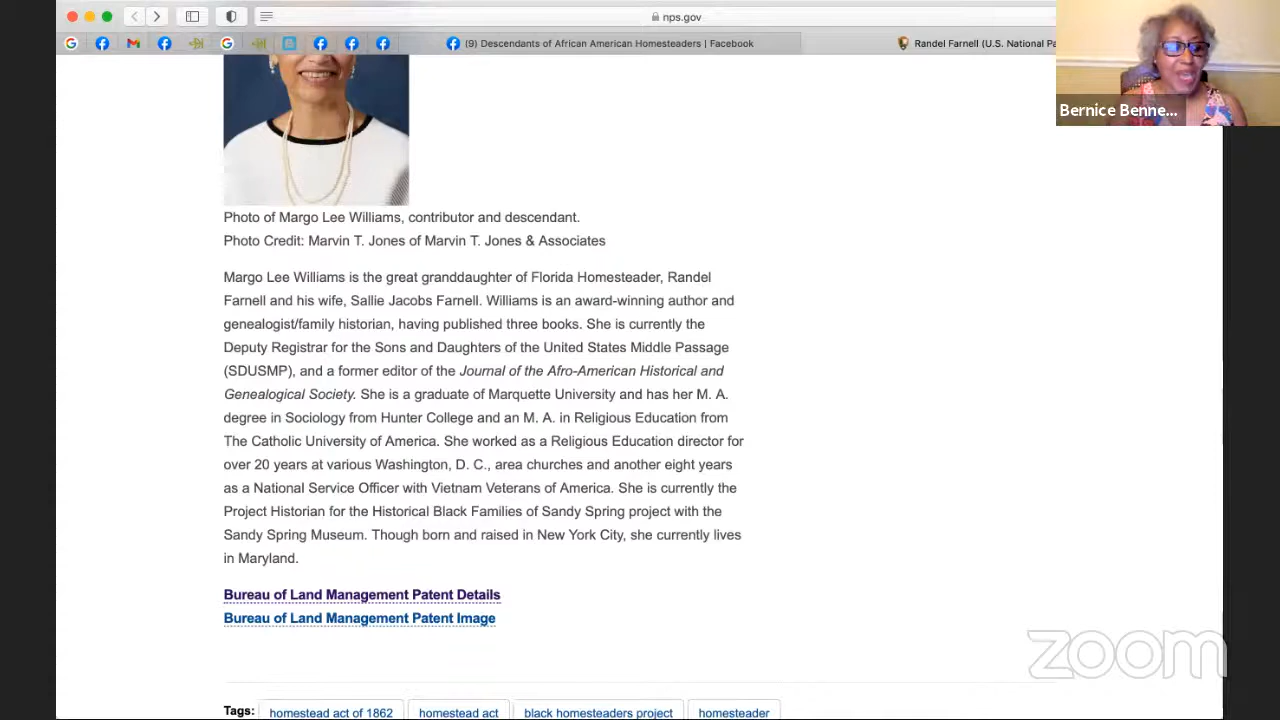 nps.gov
(9) Descendants of African American Homesteaders | Facebook
Randel Farnell (U.S. National Pa
Bernice Benne...
Photo of Margo Lee Williams, contributor and descendant.
Photo Credit: Marvin T. Jones of Marvin T. Jones & Associates
Margo Lee Williams is the great granddaughter of Florida Homesteader, Randel
Farnell and his wife, Sallie Jacobs Farnell. Williams is an award-winning author and
genealogist/family historian, having published three books. She is currently the
Deputy Registrar for the Sons and Daughters of the United States Middle Passage
(SDUSMP), and a former editor of the Journal of the Afro-American Historical and
Genealogical Society. She is a graduate of Marquette University and has her M. A.
degree in Sociology from Hunter College and an M. A. in Religious Education from
The Catholic University of America. She worked as a Religious Education director for
over 20 years at various Washington, D. C., area churches and another eight years
as a National Service Officer with Vietnam Veterans of America. She is currently the
Project Historian for the Historical Black Families of Sandy Spring project with the
Sandy Spring Museum. Though born and raised in New York City, she currently lives
in Maryland.
Bureau of Land Management Patent Details
Bureau of Land Management Patent Image
zoom
Tags: homestead act of 1862 homestead act black homesteaders project homesteader